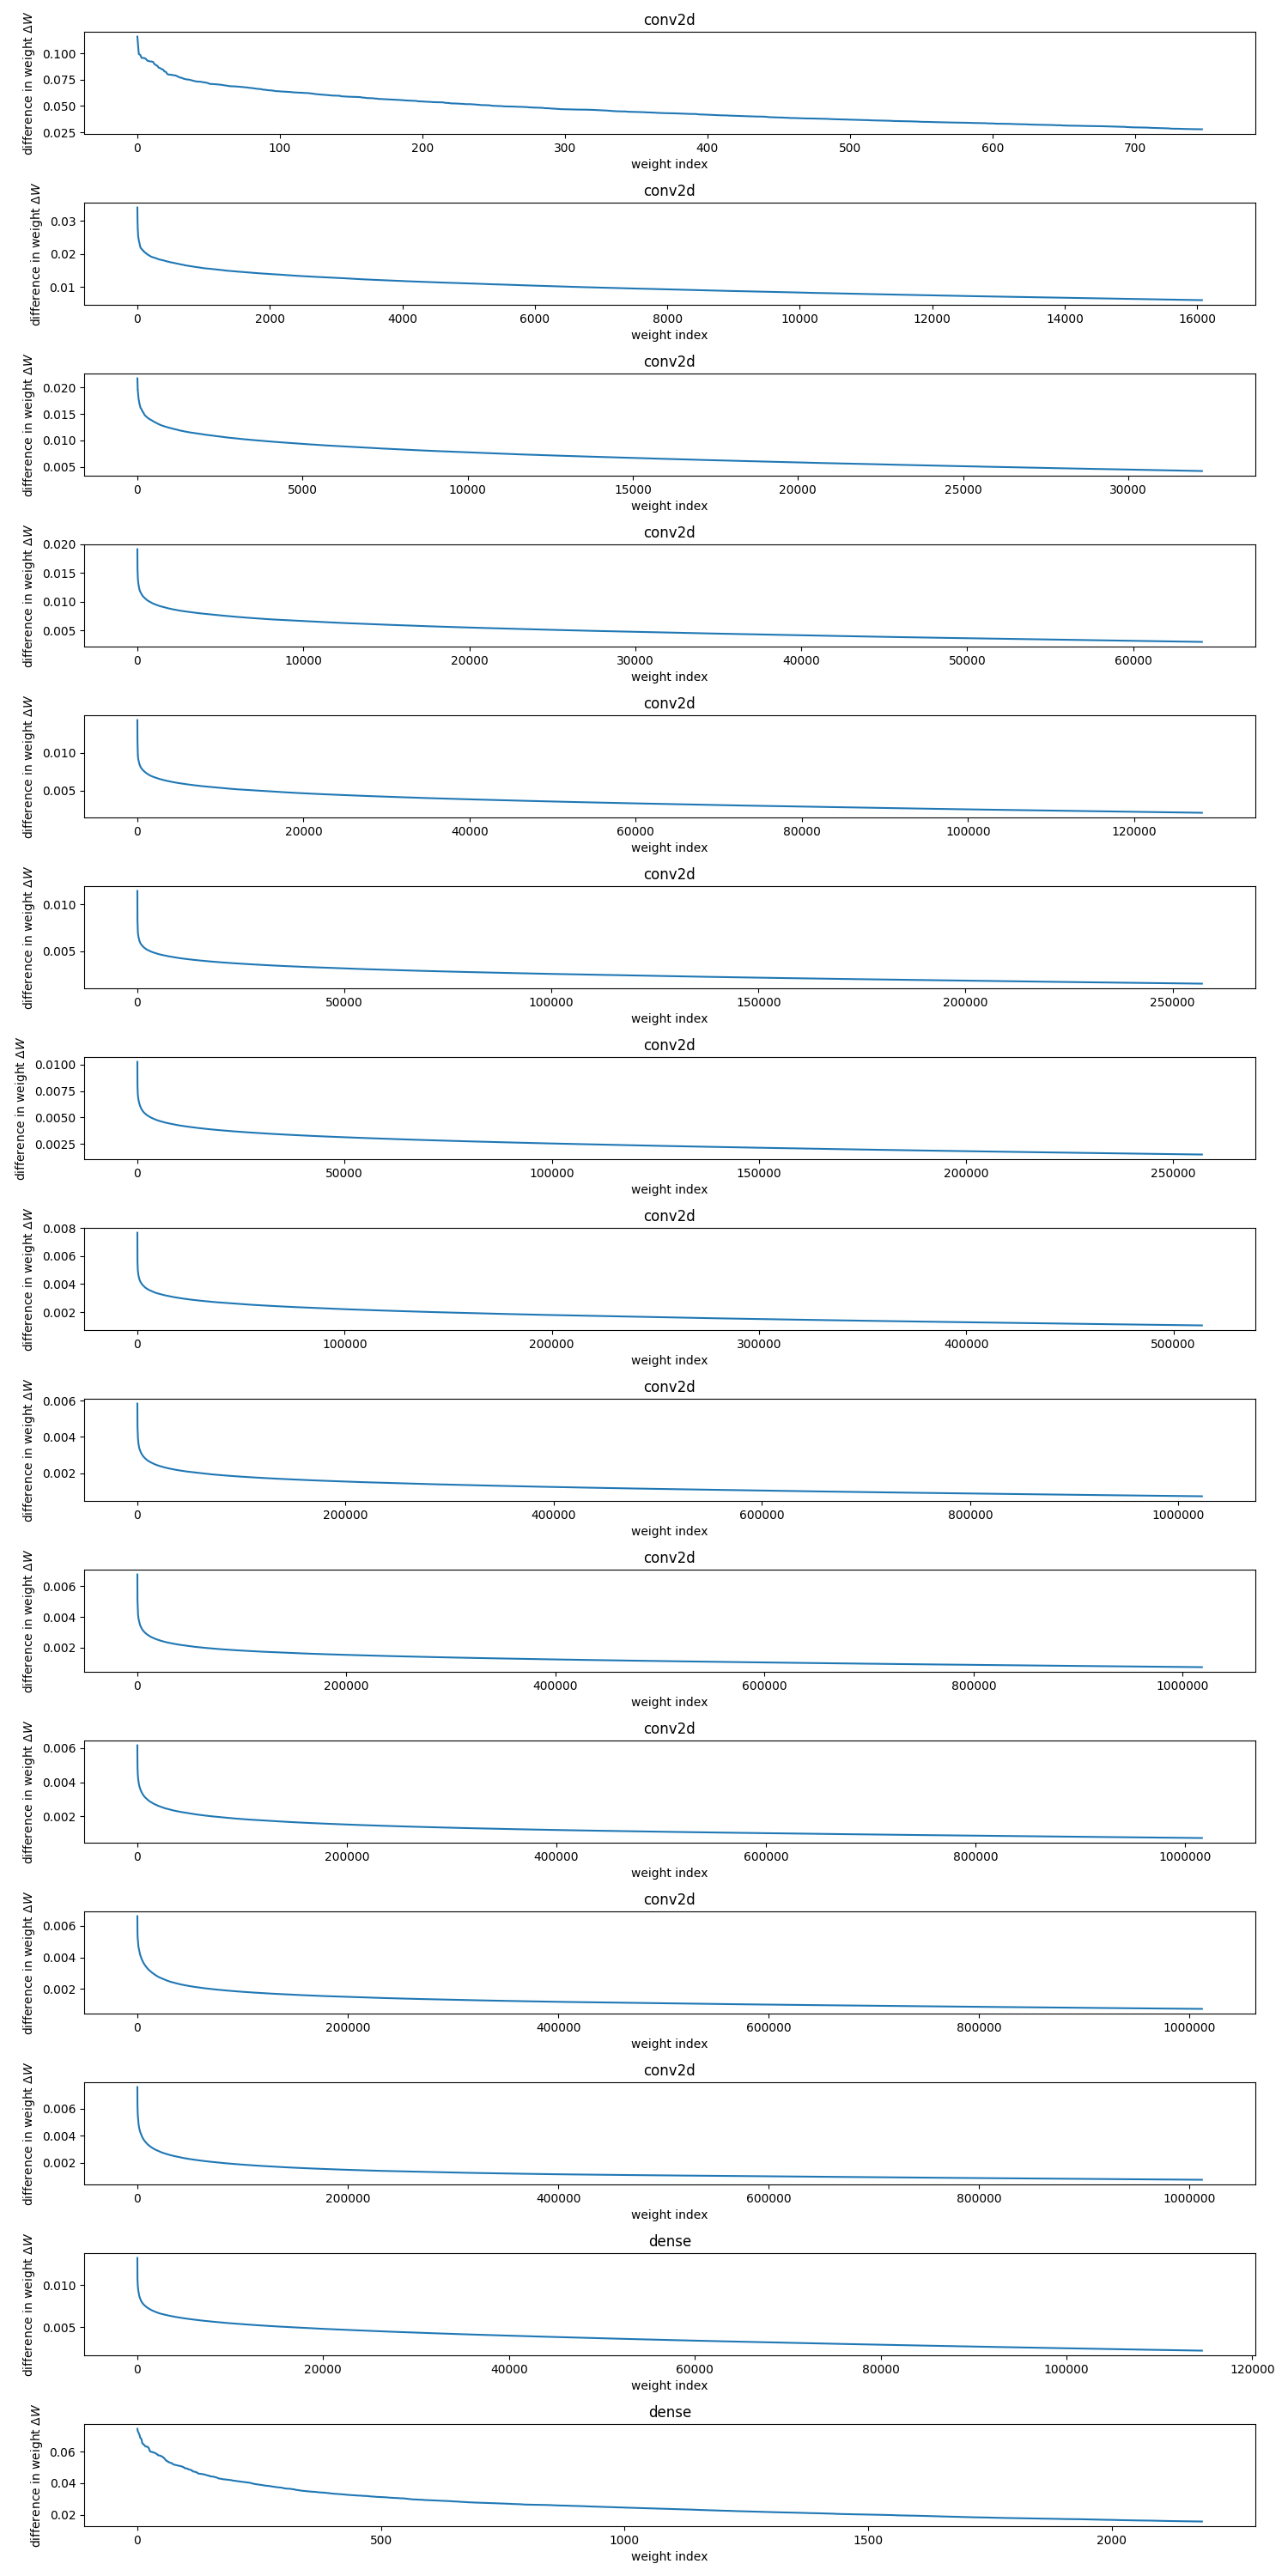 conv2d
difference in weight ΔW
0.100
0.075
0.050
0.025
0 100 200 300 400 500 600 700
weight index
conv2d
difference in weight ΔW
0.03
0.02
0.01
0 2000 4000 6000 8000 10000 12000 14000 16000
weight index
conv2d
difference in weight ΔW
0.020
0.015
0.010
0.005
0 5000 10000 15000 20000 25000 30000
weight index
conv2d
difference in weight ΔW
0.020
0.015
0.010
0.005
0 10000 20000 30000 40000 50000 60000
weight index
conv2d
difference in weight ΔW
0.010
0.005
0 20000 40000 60000 80000 100000 120000
weight index
conv2d
difference in weight ΔW
0.010
0.005
0 50000 100000 150000 200000 250000
weight index
conv2d
difference in weight ΔW
0.0100
0.0075
0.0050
0.0025
0 50000 100000 150000 200000 250000
weight index
conv2d
difference in weight ΔW
0.008
0.006
0.004
0.002
0 100000 200000 300000 400000 500000
weight index
conv2d
difference in weight ΔW
0.006
0.004
0.002
0 200000 400000 600000 800000 1000000
weight index
conv2d
difference in weight ΔW
0.006
0.004
0.002
0 200000 400000 600000 800000 1000000
weight index
conv2d
difference in weight ΔW
0.006
0.004
0.002
0 200000 400000 600000 800000 1000000
weight index
conv2d
difference in weight ΔW
0.006
0.004
0.002
0 200000 400000 600000 800000 1000000
weight index
conv2d
difference in weight ΔW
0.006
0.004
0.002
0 200000 400000 600000 800000 1000000
weight index
dense
difference in weight ΔW
0.010
0.005
0 20000 40000 60000 80000 100000 120000
weight index
dense
difference in weight ΔW
0.06
0.04
0.02
0 500 1000 1500 2000
weight index